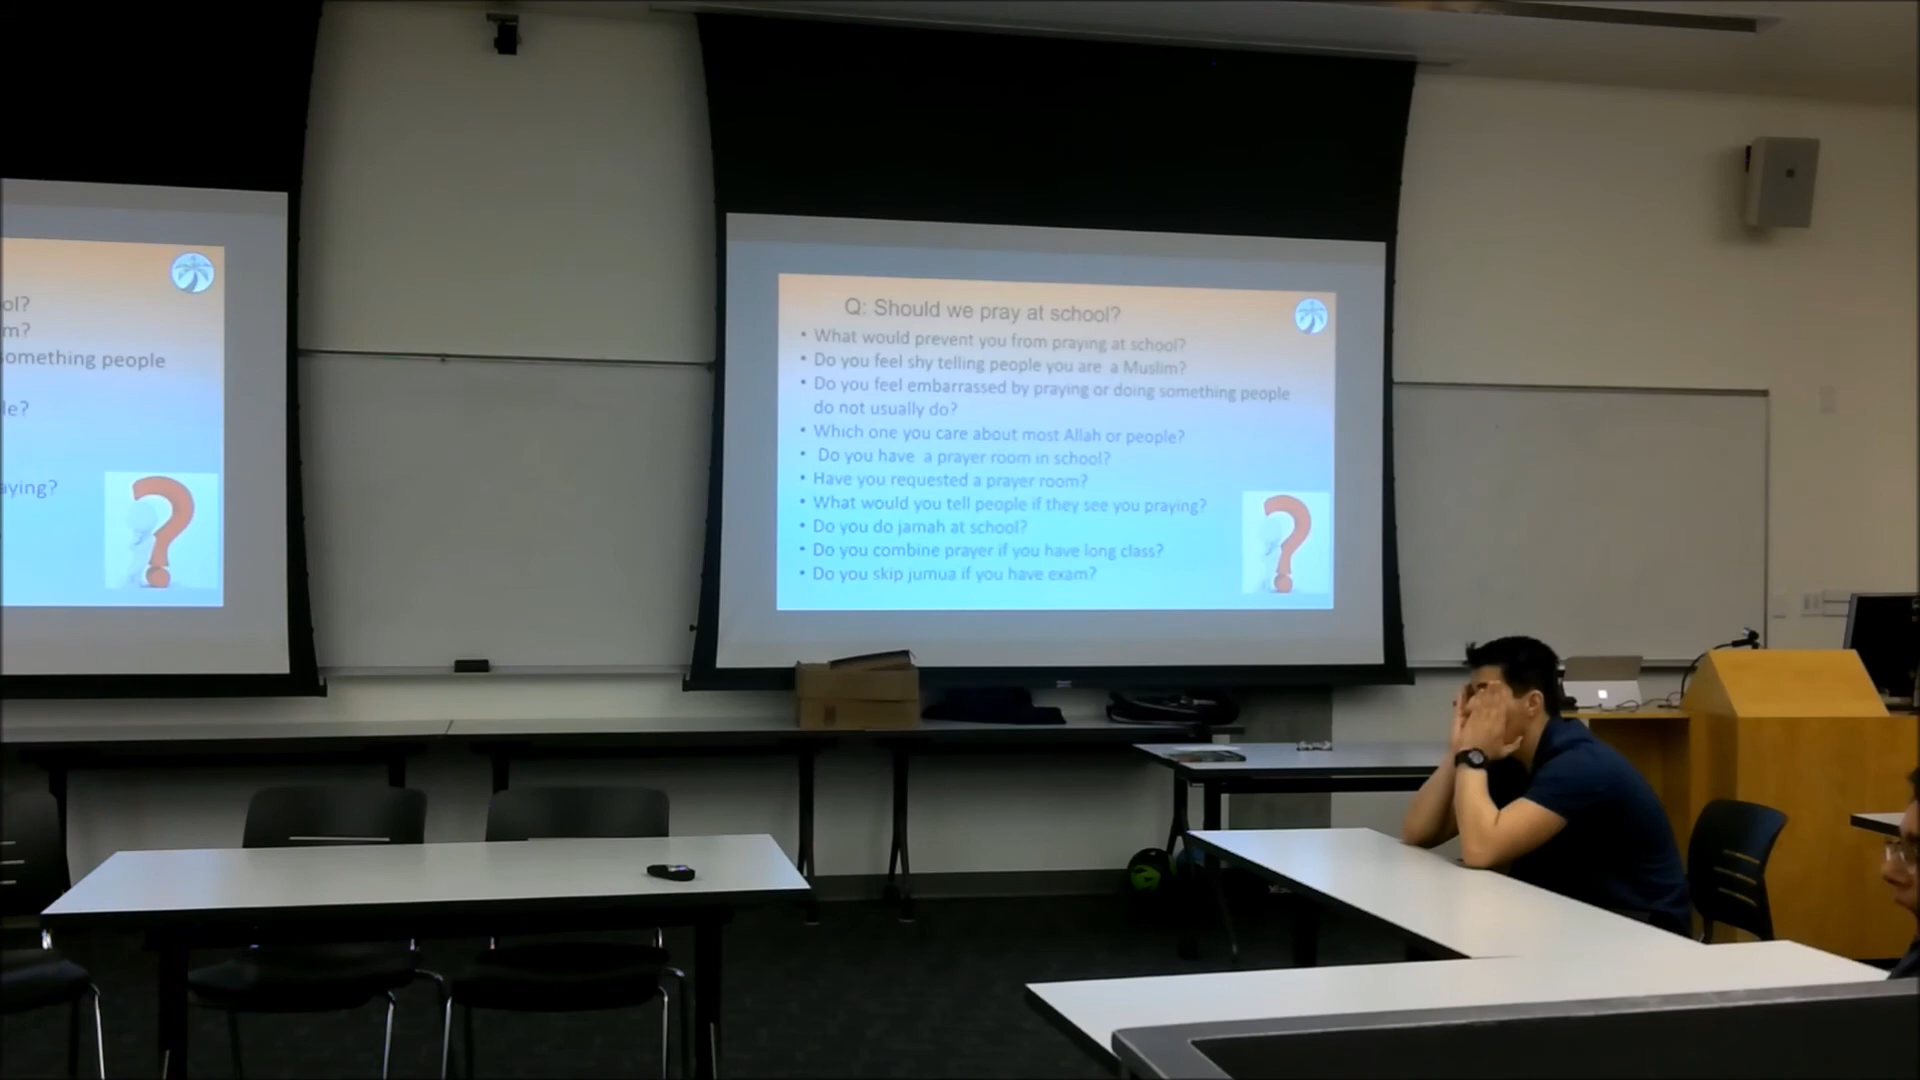 ol?
m?
something people
le?
aying?
Q: Should we pray at school?
• What would prevent you from praying at school?
• Do you feel shy telling people you are a Muslim?
• Do you feel embarrassed by praying or doing something people
do not usually do?
• Which one you care about most Allah or people?
• Do you have a prayer room in school?
• Have you requested a prayer room?
• What would you tell people if they see you praying?
• Do you do jamah at school?
• Do you combine prayer if you have long class?
• Do you skip jumua if you have exam?